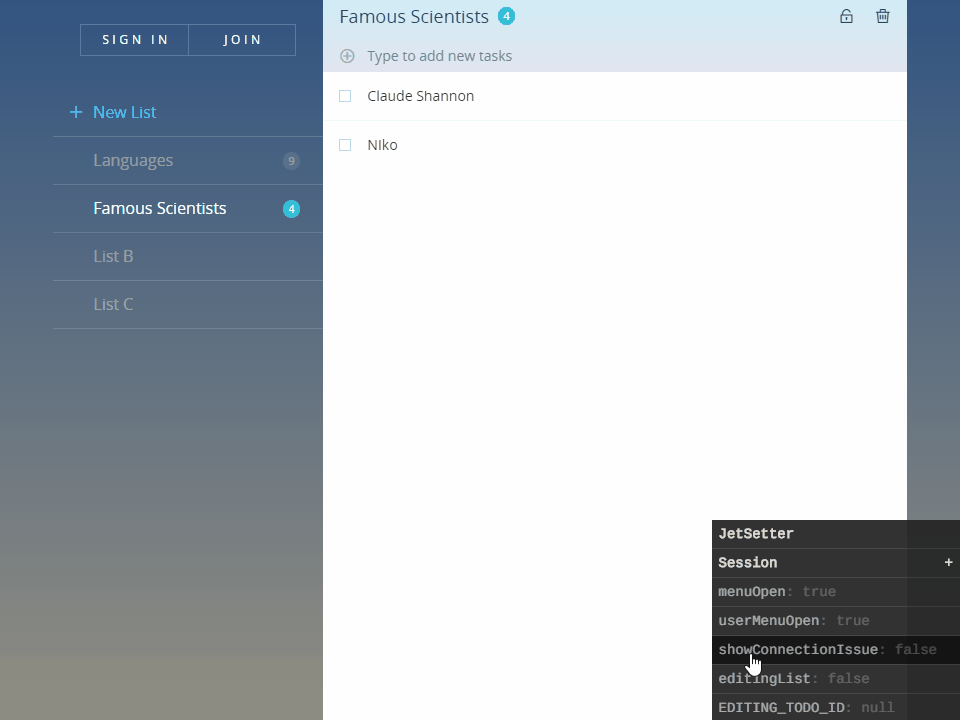 SIGN IN
JOIN
+ New List
Languages 9
Famous Scientists 4
List B
List C
Famous Scientists 4
Type to add new tasks
Claude Shannon
NIko
JetSetter
Session +
menuOpen: true
userMenuOpen: true
showConnectionIssue: false
editingList: false
EDITING_TODO_ID: null